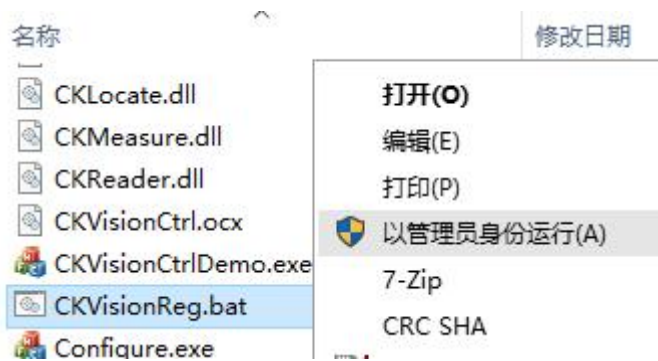 名称
修改日期
CKLocate.dll
打开(O)
CKMeasure.dll
编辑(E)
CKReader.dll
打印(P)
CKVisionCtrl.ocx
以管理员身份运行(A)
CKVisionCtrlDemo.exe
7-Zip
CKVisionReg.bat
CRC SHA
Configure.exe